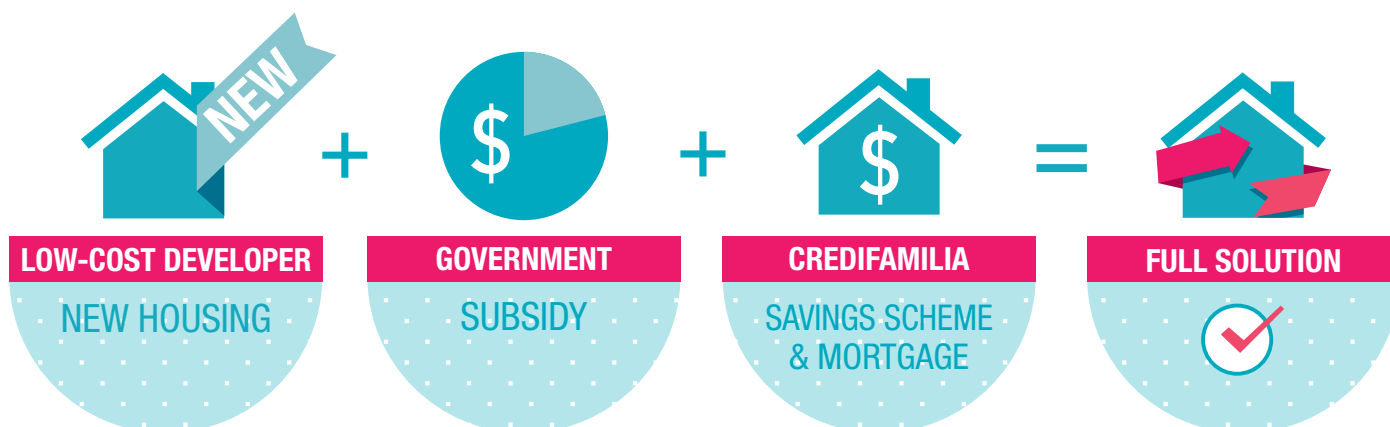 NEW
+
$
+
$
=
LOW-COST DEVELOPER
NEW HOUSING
GOVERNMENT
SUBSIDY
CREDIFAMILIA
SAVINGS SCHEME
& MORTGAGE
FULL SOLUTION